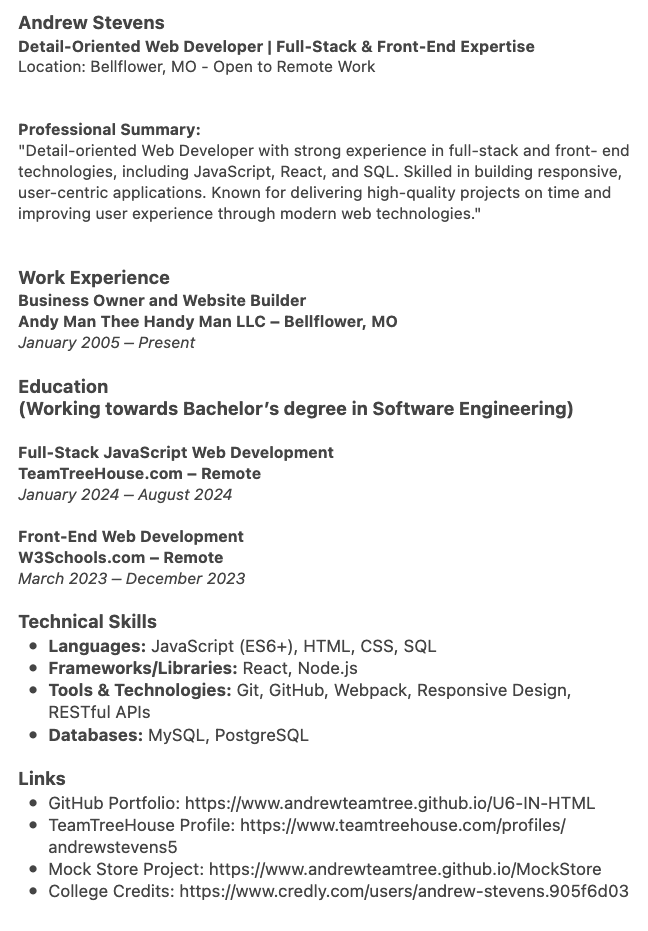 Andrew Stevens
Detail-Oriented Web Developer | Full-Stack & Front-End Expertise
Location: Bellflower, MO - Open to Remote Work
Professional Summary:
"Detail-oriented Web Developer with strong experience in full-stack and front- end
technologies, including JavaScript, React, and SQL. Skilled in building responsive,
user-centric applications. Known for delivering high-quality projects on time and
improving user experience through modern web technologies."
Work Experience
Business Owner and Website Builder
Andy Man Thee Handy Man LLC – Bellflower, MO
January 2005 – Present
Education
(Working towards Bachelor’s degree in Software Engineering)
Full-Stack JavaScript Web Development
TeamTreeHouse.com – Remote
January 2024 – August 2024
Front-End Web Development
W3Schools.com – Remote
March 2023 – December 2023
Technical Skills
• Languages: JavaScript (ES6+), HTML, CSS, SQL
• Frameworks/Libraries: React, Node.js
• Tools & Technologies: Git, GitHub, Webpack, Responsive Design,
RESTful APIs
• Databases: MySQL, PostgreSQL
Links
• GitHub Portfolio: https://www.andrewteamtree.github.io/U6-IN-HTML
• TeamTreeHouse Profile: https://www.teamtreehouse.com/profiles/
andrewstevens5
• Mock Store Project: https://www.andrewteamtree.github.io/MockStore
• College Credits: https://www.credly.com/users/andrew-stevens.905f6d03